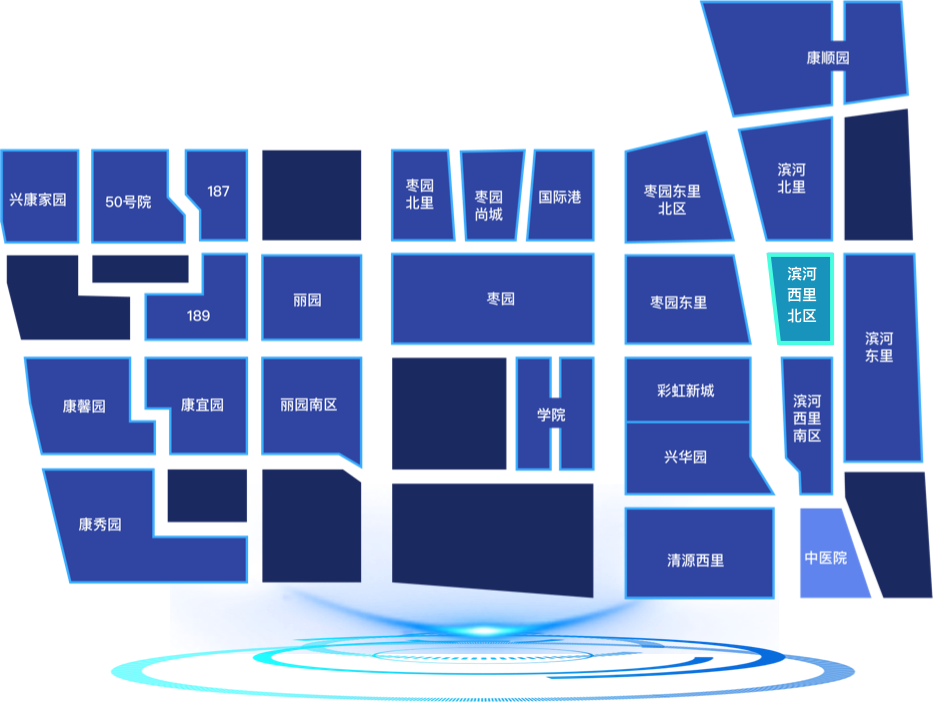 康顺园
兴康家园
50号院
187
枣园
北里
枣园
尚城
国际港
枣园东里
北区
滨河
北里
189
丽园
枣园
枣园东里
滨河
西里
北区
滨河
东里
康馨园
康宜园
丽园南区
学院
彩虹新城
兴华园
滨河
西里
南区
康秀园
清源西里
中医院